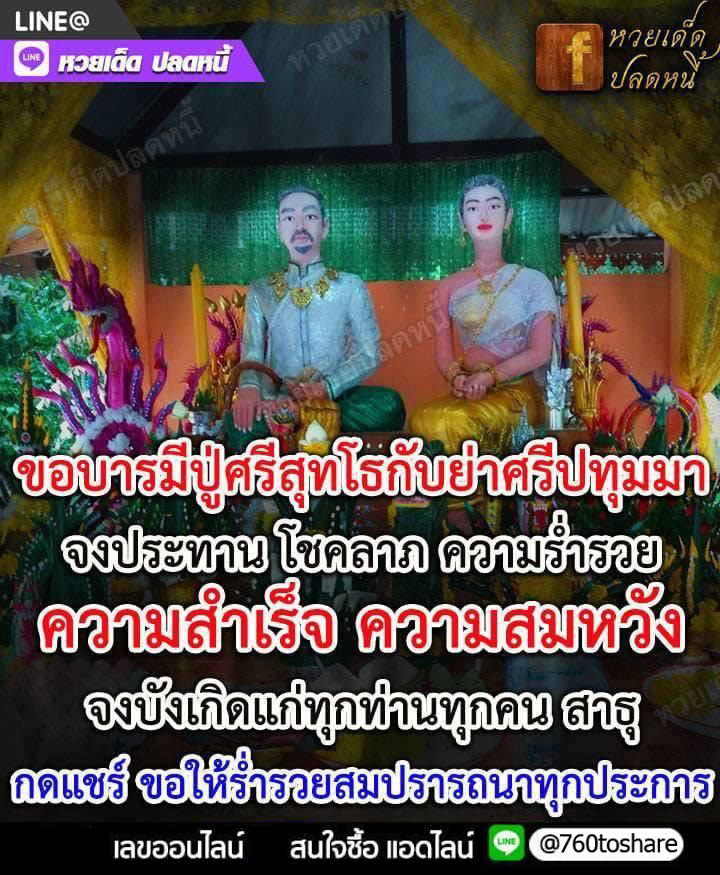 LINE@
LINE หวยเด็ด ปลดหนี้
หวยเด็ด
ปลดหนี้
ขอบารมีปู่ศรีสุทโธกับย่าศรีปทุมมา
จงประทาน โชคลาภ ความร่ำรวย
ความสำเร็จ ความสมหวัง
จงบังเกิดแก่ทุกท่านทุกคน สาธุ
กดแชร์ ขอให้ร่ำรวยสมปรารถนาทุกประการ
เลขออนไลน์ สนใจซื้อ แอดไลน์ LINE @760toshare